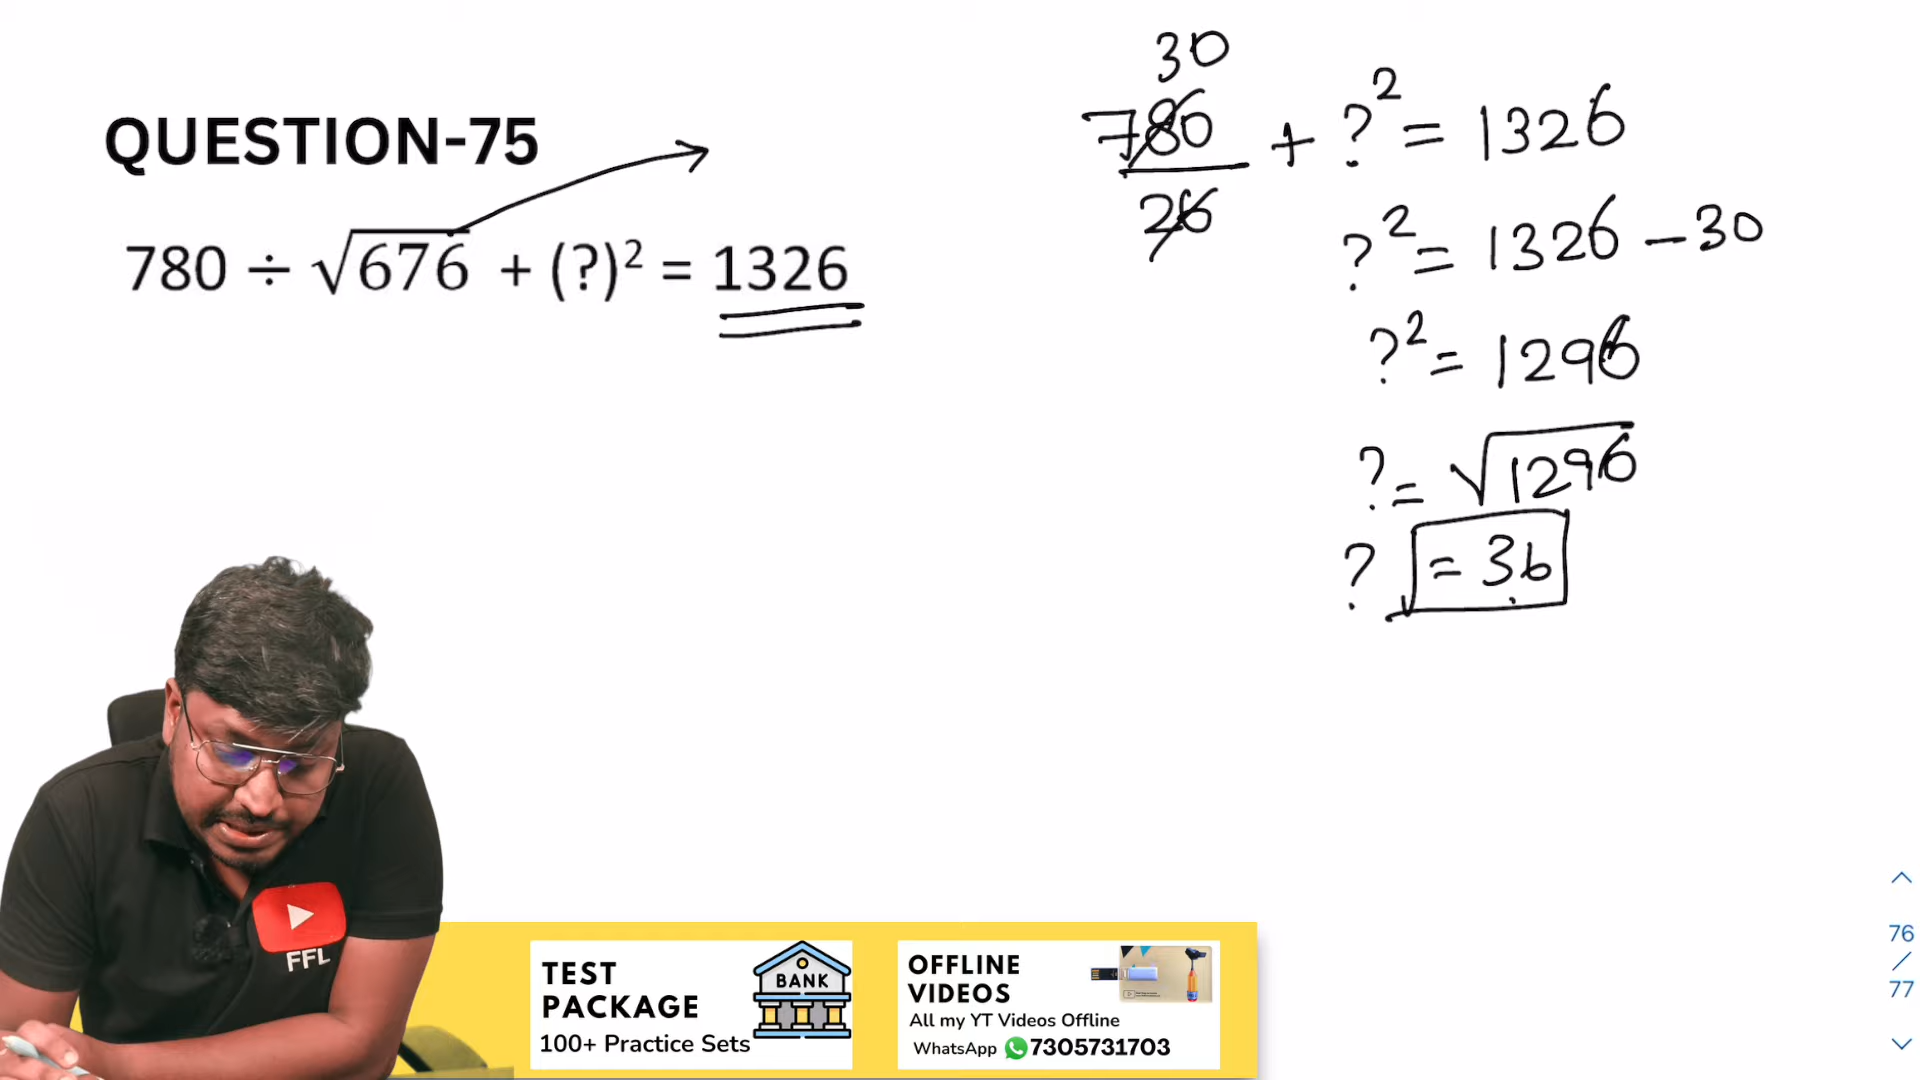 QUESTION-75
780 ÷ √676 + (?)² = 1326
30
780/26 + ?² = 1326
?² = 1326 - 30
?² = 1296
?= √1296
? = 36
FFL
TEST
PACKAGE
100+ Practice Sets
BANK
OFFLINE
VIDEOS
All my YT Videos Offline
WhatsApp 7305731703
76
/
77